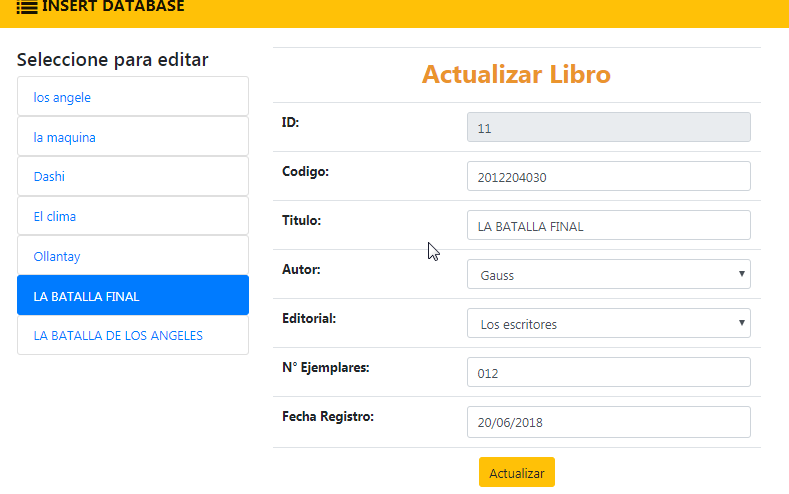 INSERT DATABASE
Seleccione para editar
los angele
la maquina
Dashi
El clima
Ollantay
LA BATALLA FINAL
LA BATALLA DE LOS ANGELES
Actualizar Libro
ID: 11
Codigo: 2012204030
Titulo: LA BATALLA FINAL
Autor: Gauss
Editorial: Los escritores
N° Ejemplares: 012
Fecha Registro: 20/06/2018
Actualizar